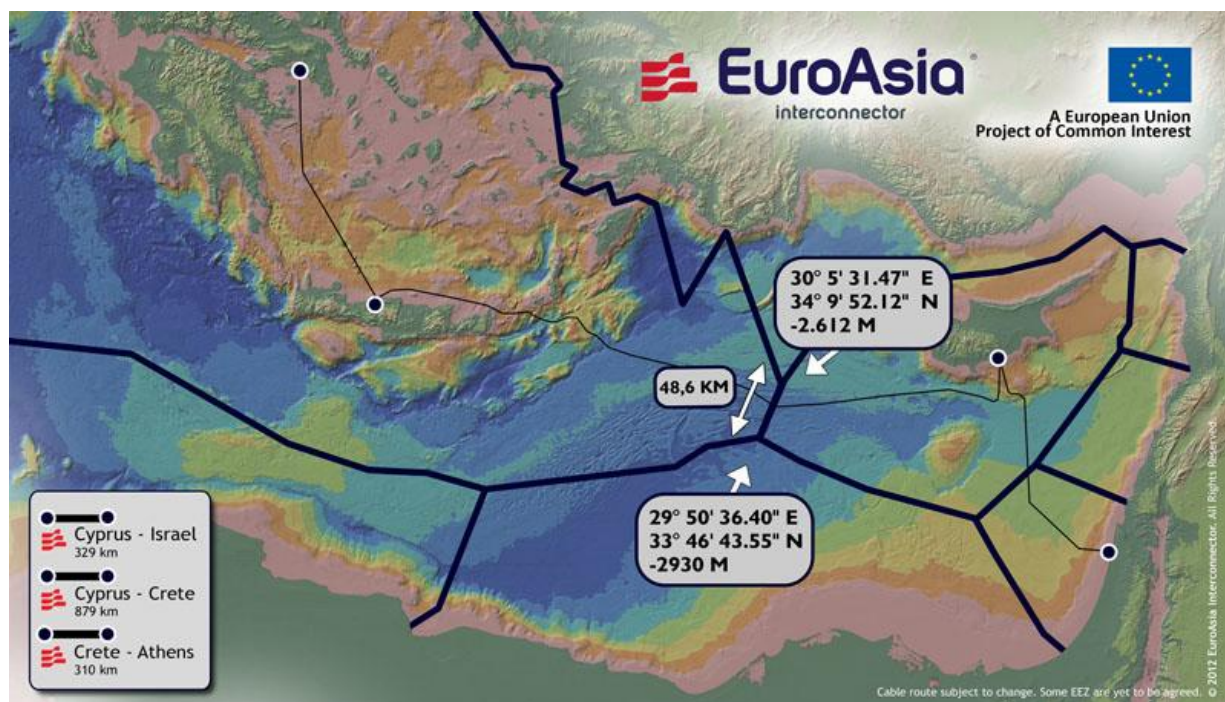 EuroAsia
interconnector
A European Union
Project of Common Interest
30° 5' 31.47" E
34° 9' 52.12" N
-2.612 M
48,6 KM
29° 50' 36.40" E
33° 46' 43.55" N
-2930 M
Cyprus - Israel
329 km
Cyprus - Crete
879 km
Crete - Athens
310 km
Cable route subject to change. Some EEZ are yet to be agreed.
© 2012 EuroAsia Interconnector. All Rights Reserved.